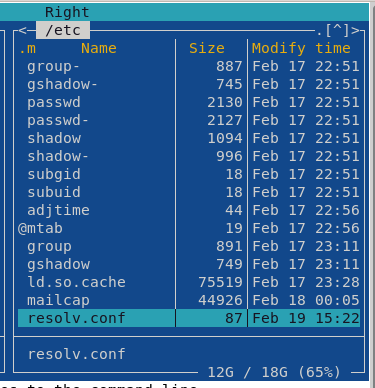 Right
<- /etc .[^]>
.m Name Size Modify time
group- 887 Feb 17 22:51
gshadow- 745 Feb 17 22:51
passwd 2130 Feb 17 22:51
passwd- 2127 Feb 17 22:51
shadow 1094 Feb 17 22:51
shadow- 996 Feb 17 22:51
subgid 18 Feb 17 22:51
subuid 18 Feb 17 22:51
adjtime 44 Feb 17 22:56
@mtab 19 Feb 17 22:56
group 891 Feb 17 23:11
gshadow 749 Feb 17 23:11
ld.so.cache 75519 Feb 17 23:28
mailcap 44926 Feb 18 00:05
resolv.conf 87 Feb 19 15:22
resolv.conf
12G / 18G (65%)
to the command line